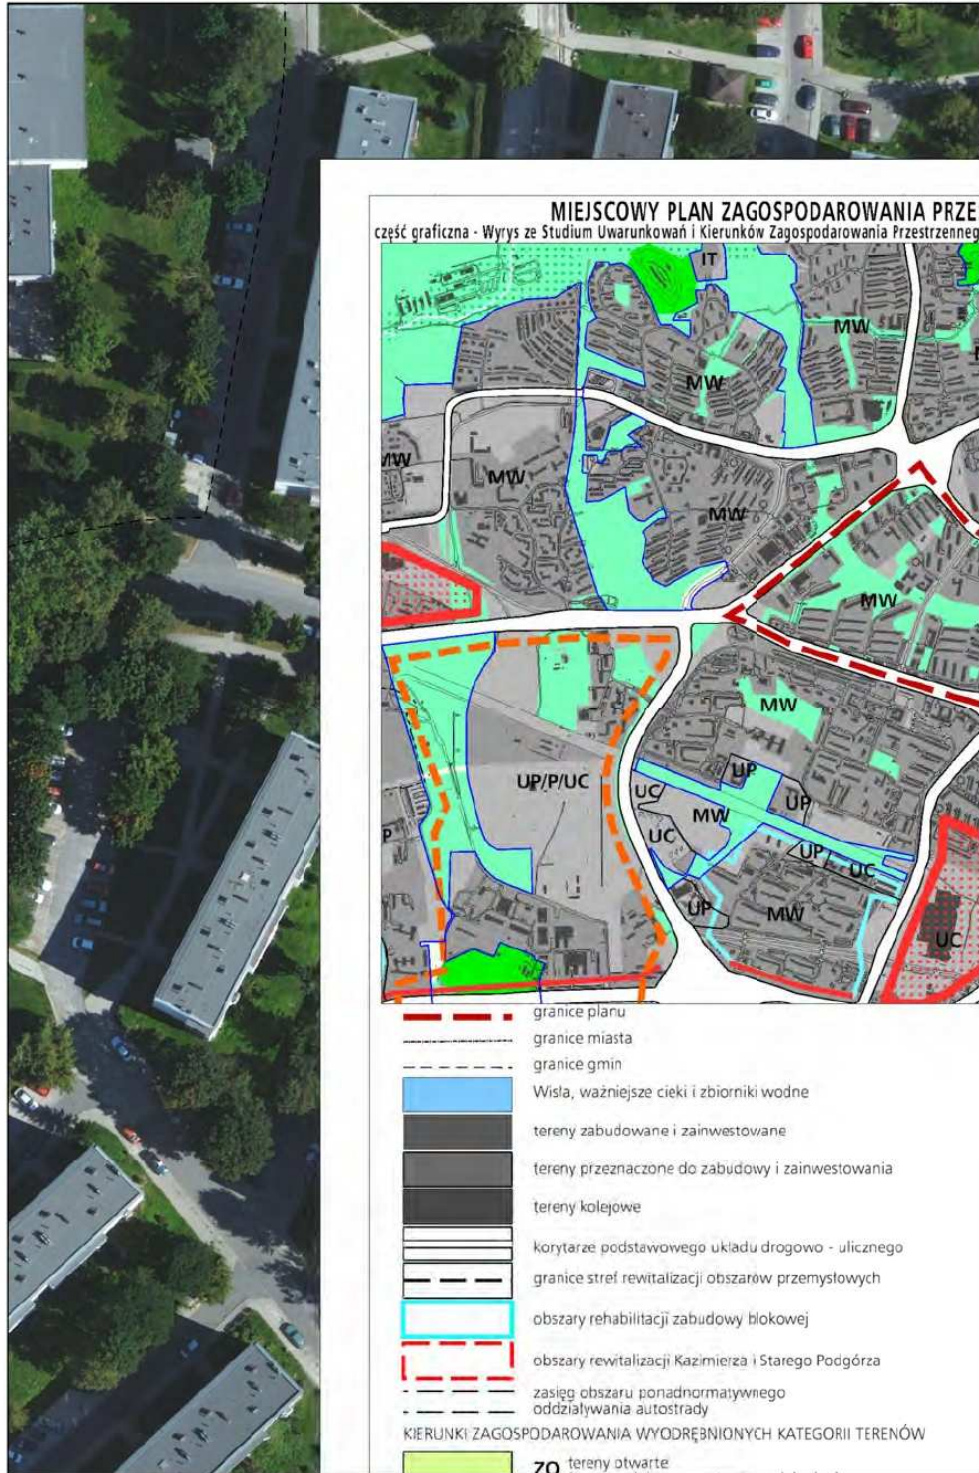 MIEJSCOWY PLAN ZAGOSPODAROWANIA PRZE
część graficzna - Wyrys ze Studium Uwarunkowań i Kierunków Zagospodarowania Przestrzenneg
IT
MW
MW
MW
MW
MW
MW
MW
UP/P/UC
UP
UC
MW
UP
UC
UP
UC
P
UP
MW
UC
granice planu
granice miasta
granice gmin
Wisła, ważniejsze cieki i zbiorniki wodne
tereny zabudowane i zainwestowane
tereny przeznaczone do zabudowy i zainwestowania
tereny kolejowe
korytarze podstawowego układu drogowo - ulicznego
granice stref rewitalizacji obszarów przemysłowych
obszary rehabilitacji zabudowy blokowej
obszary rewitalizacji Kazimierza i Starego Podgórza
zasięg obszaru ponadnormatywnego
oddziaływania autostrady
KIERUNKI ZAGOSPODAROWANIA WYODRĘBNIONYCH KATEGORII TERENÓW
ZO tereny otwarte